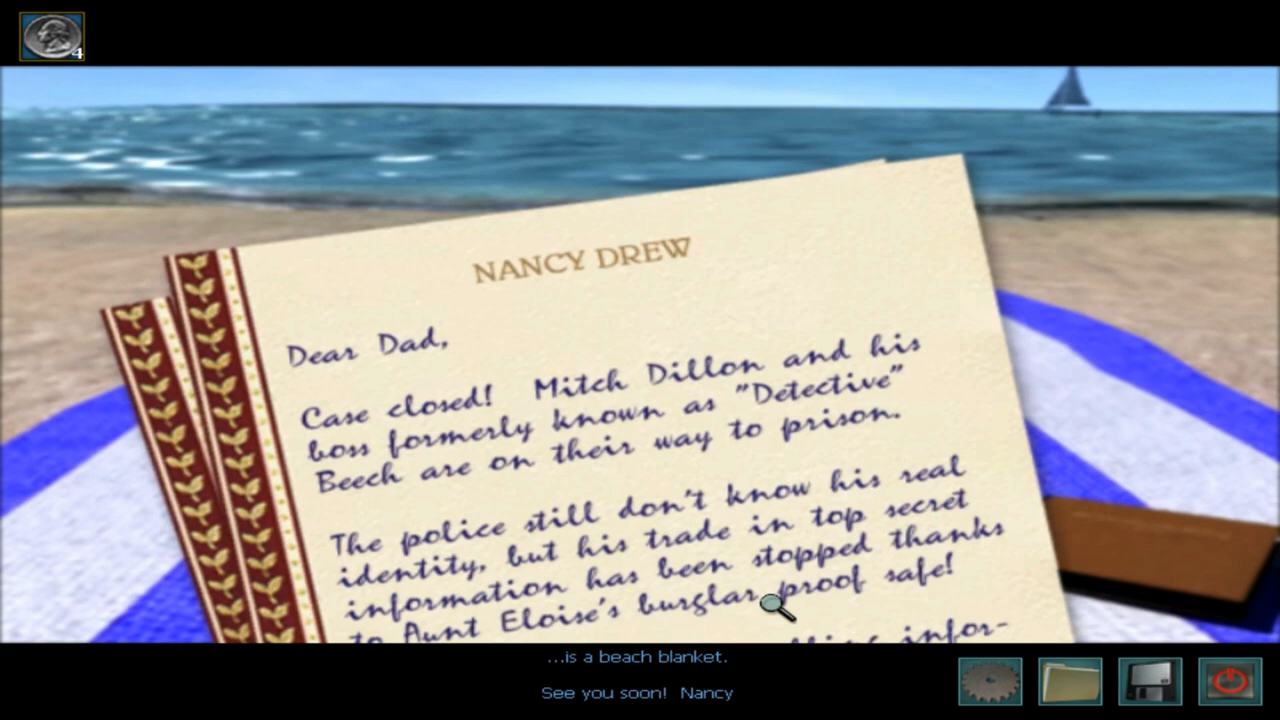 4
NANCY DREW
Dear Dad,
Case closed! Mitch Dillon and his
boss formerly known as "Detective"
Beech are on their way to prison.
The police still don't know his real
identity, but his trade in top secret
information has been stopped thanks
to Aunt Eloise's burglar proof safe!
infor-
...is a beach blanket.
See you soon! Nancy